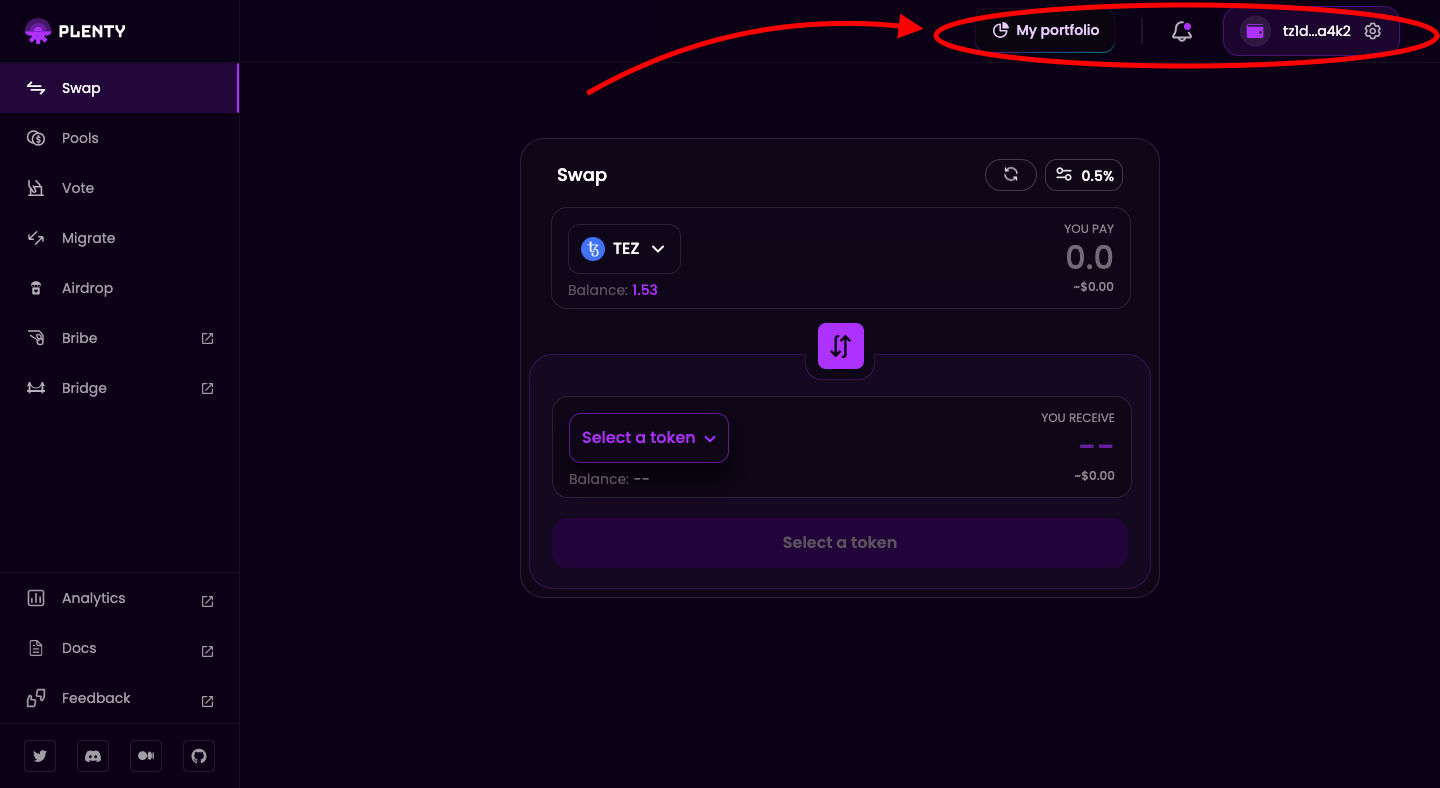 PLENTY
My portfolio
tz1d...a4k2
Swap
Pools
Vote
Migrate
Airdrop
Bribe
Bridge
Analytics
Docs
Feedback
Swap
0.5%
TEZ
YOU PAY
0.0
Balance: 1.53
~$0.00
Select a token
YOU RECEIVE
--
Balance: --
~$0.00
Select a token